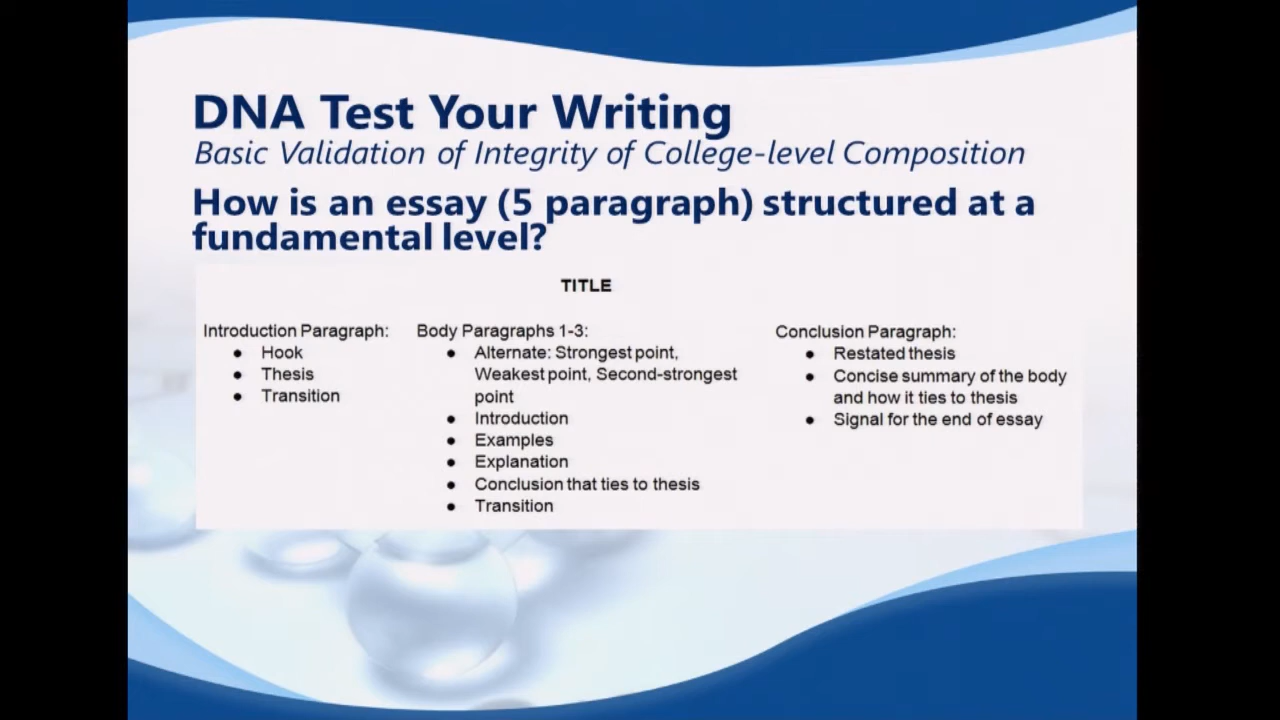 DNA Test Your Writing
Basic Validation of Integrity of College-level Composition
How is an essay (5 paragraph) structured at a
fundamental level?
TITLE
Introduction Paragraph:
● Hook
● Thesis
● Transition
Body Paragraphs 1-3:
● Alternate: Strongest point,
Weakest point, Second-strongest
point
● Introduction
● Examples
● Explanation
● Conclusion that ties to thesis
● Transition
Conclusion Paragraph:
● Restated thesis
● Concise summary of the body
and how it ties to thesis
● Signal for the end of essay